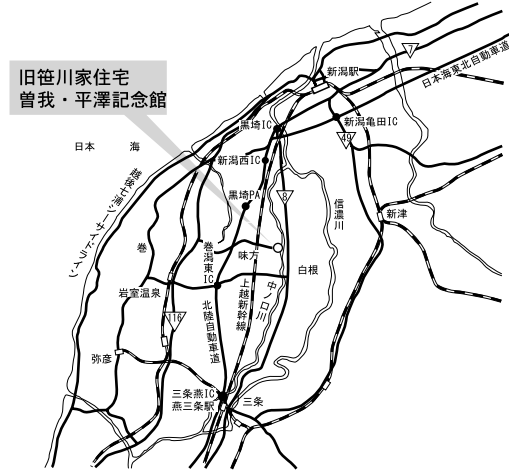 旧笹川家住宅
曽我・平澤記念館
新潟駅
7
日本海東北自動車道
黒埼IC
新潟亀田IC
49
日本　海
新潟西IC
越後七浦シーサイドライン
黒埼PA
8
信濃川
新津
巻
巻潟東IC
味方
白根
岩室温泉
中ノ口川
上越新幹線
北陸自動車道
116
弥彦
三条燕IC
燕三条駅
三条